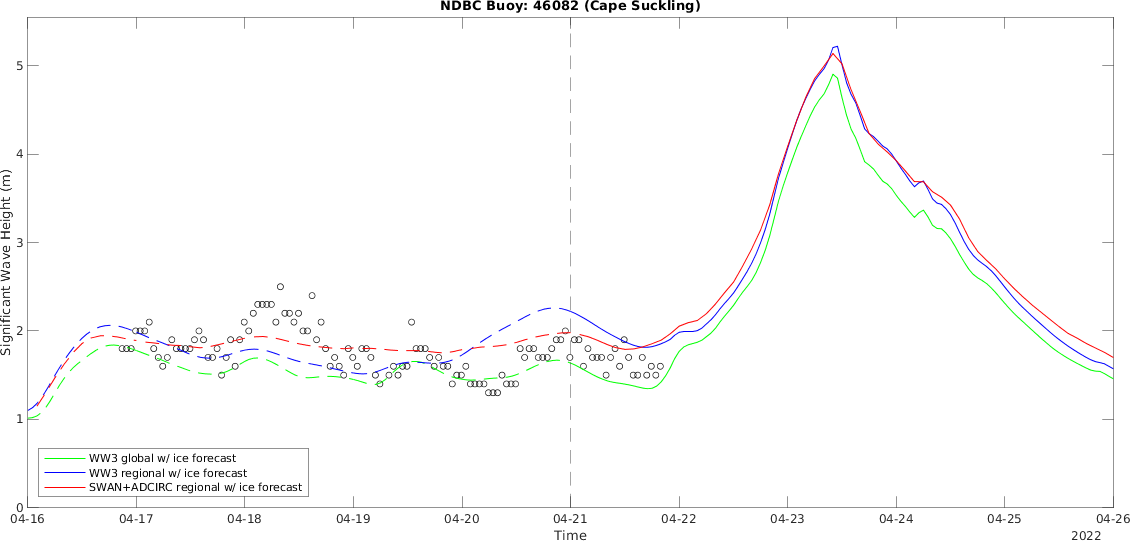 NDBC Buoy: 46082 (Cape Suckling)
Significant Wave Height (m)
5
4
3
2
1
0
WW3 global w/ ice forecast
WW3 regional w/ ice forecast
SWAN+ADCIRC regional w/ ice forecast
04-16 04-17 04-18 04-19 04-20 04-21 04-22 04-23 04-24 04-25 04-26
Time
2022